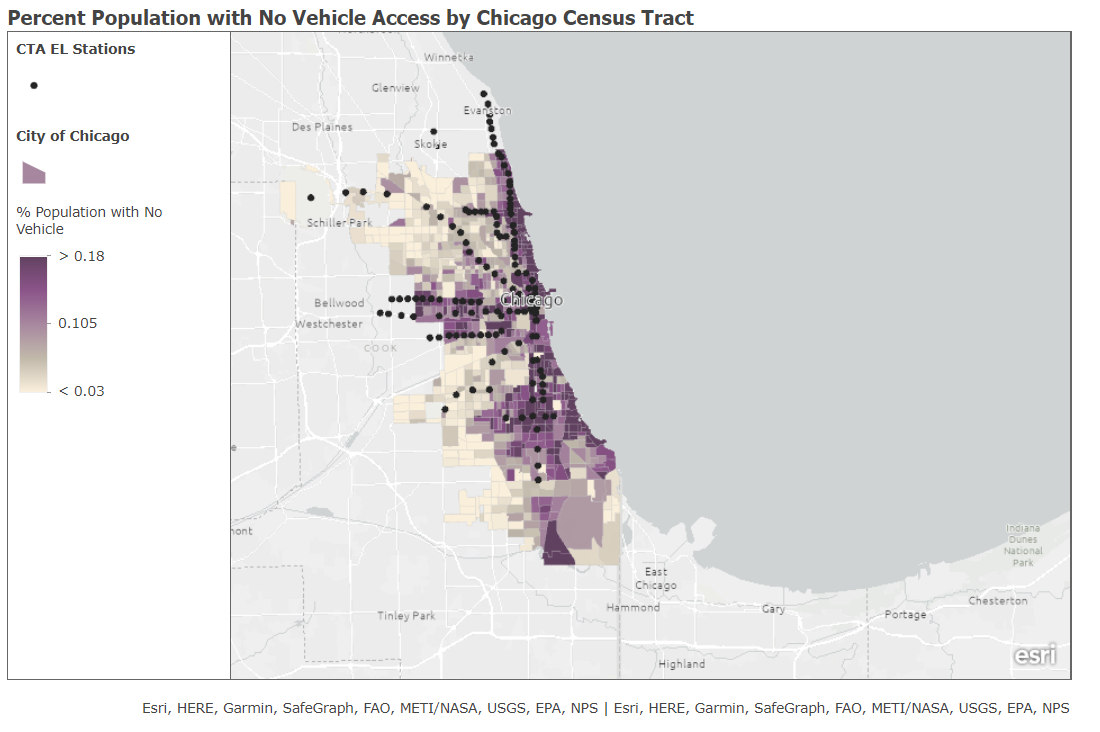 Percent Population with No Vehicle Access by Chicago Census Tract
CTA EL Stations
City of Chicago
% Population with No
Vehicle
> 0.18
0.105
< 0.03
Winnetka
Glenview
Evanston
Des Plaines
Skokie
Schiller Park
Chicago
Bellwood
Westchester
COOK
e
mont
Indiana
Dunes
National
Park
East
Chicago
Hammond
Gary
Portage
Chesterton
Tinley Park
Highland
esri
Esri, HERE, Garmin, SafeGraph, FAO, METI/NASA, USGS, EPA, NPS | Esri, HERE, Garmin, SafeGraph, FAO, METI/NASA, USGS, EPA, NPS